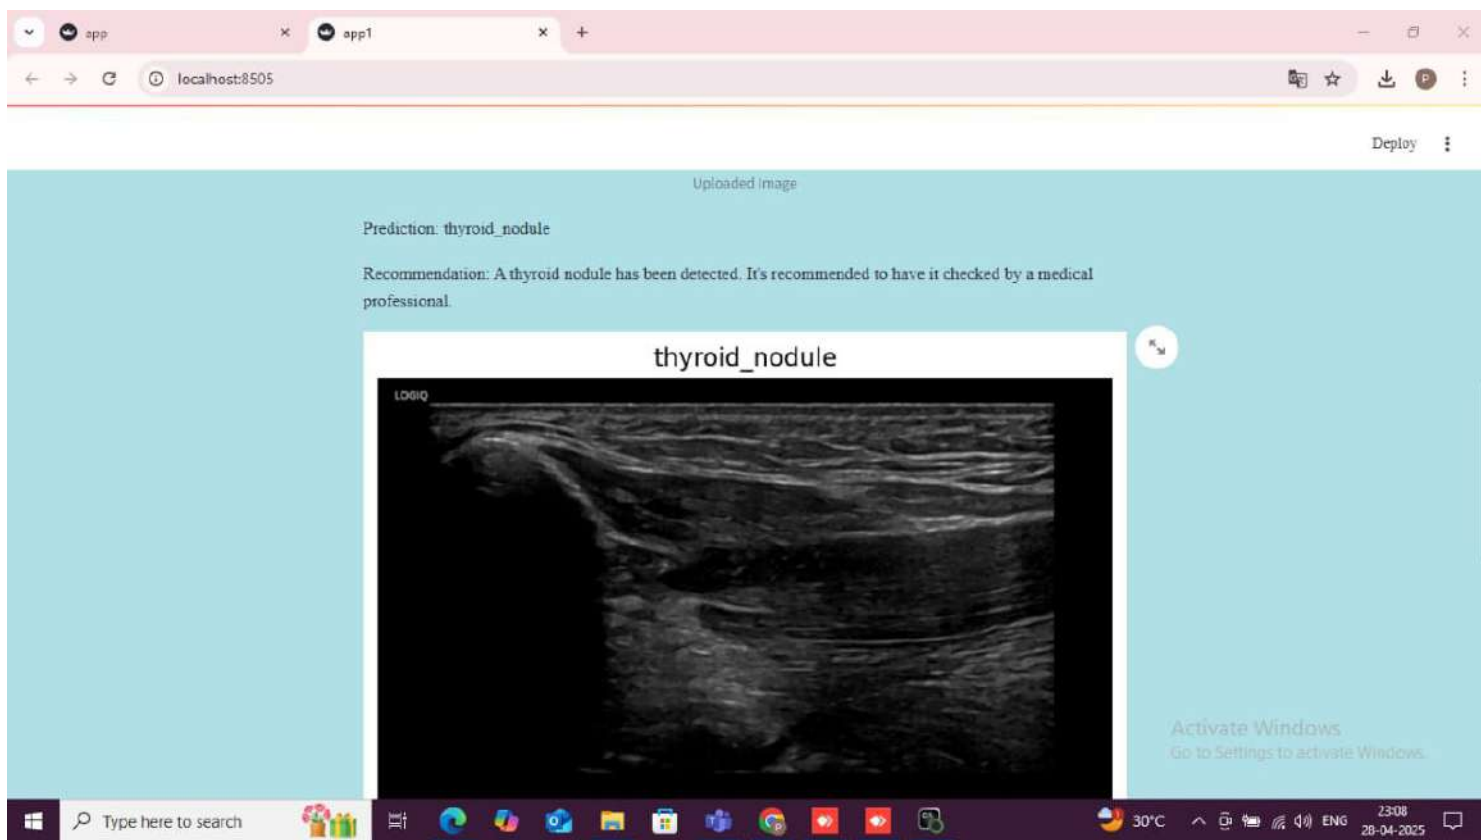 app
app1
localhost:8505
P
Deploy
Uploaded Image
Prediction: thyroid_nodule
Recommendation: A thyroid nodule has been detected. It's recommended to have it checked by a medical
professional.
thyroid_nodule
LOGIQ
Activate Windows
Go to Settings to activate Windows.
Type here to search
30°C
ENG
23:08
28-04-2025